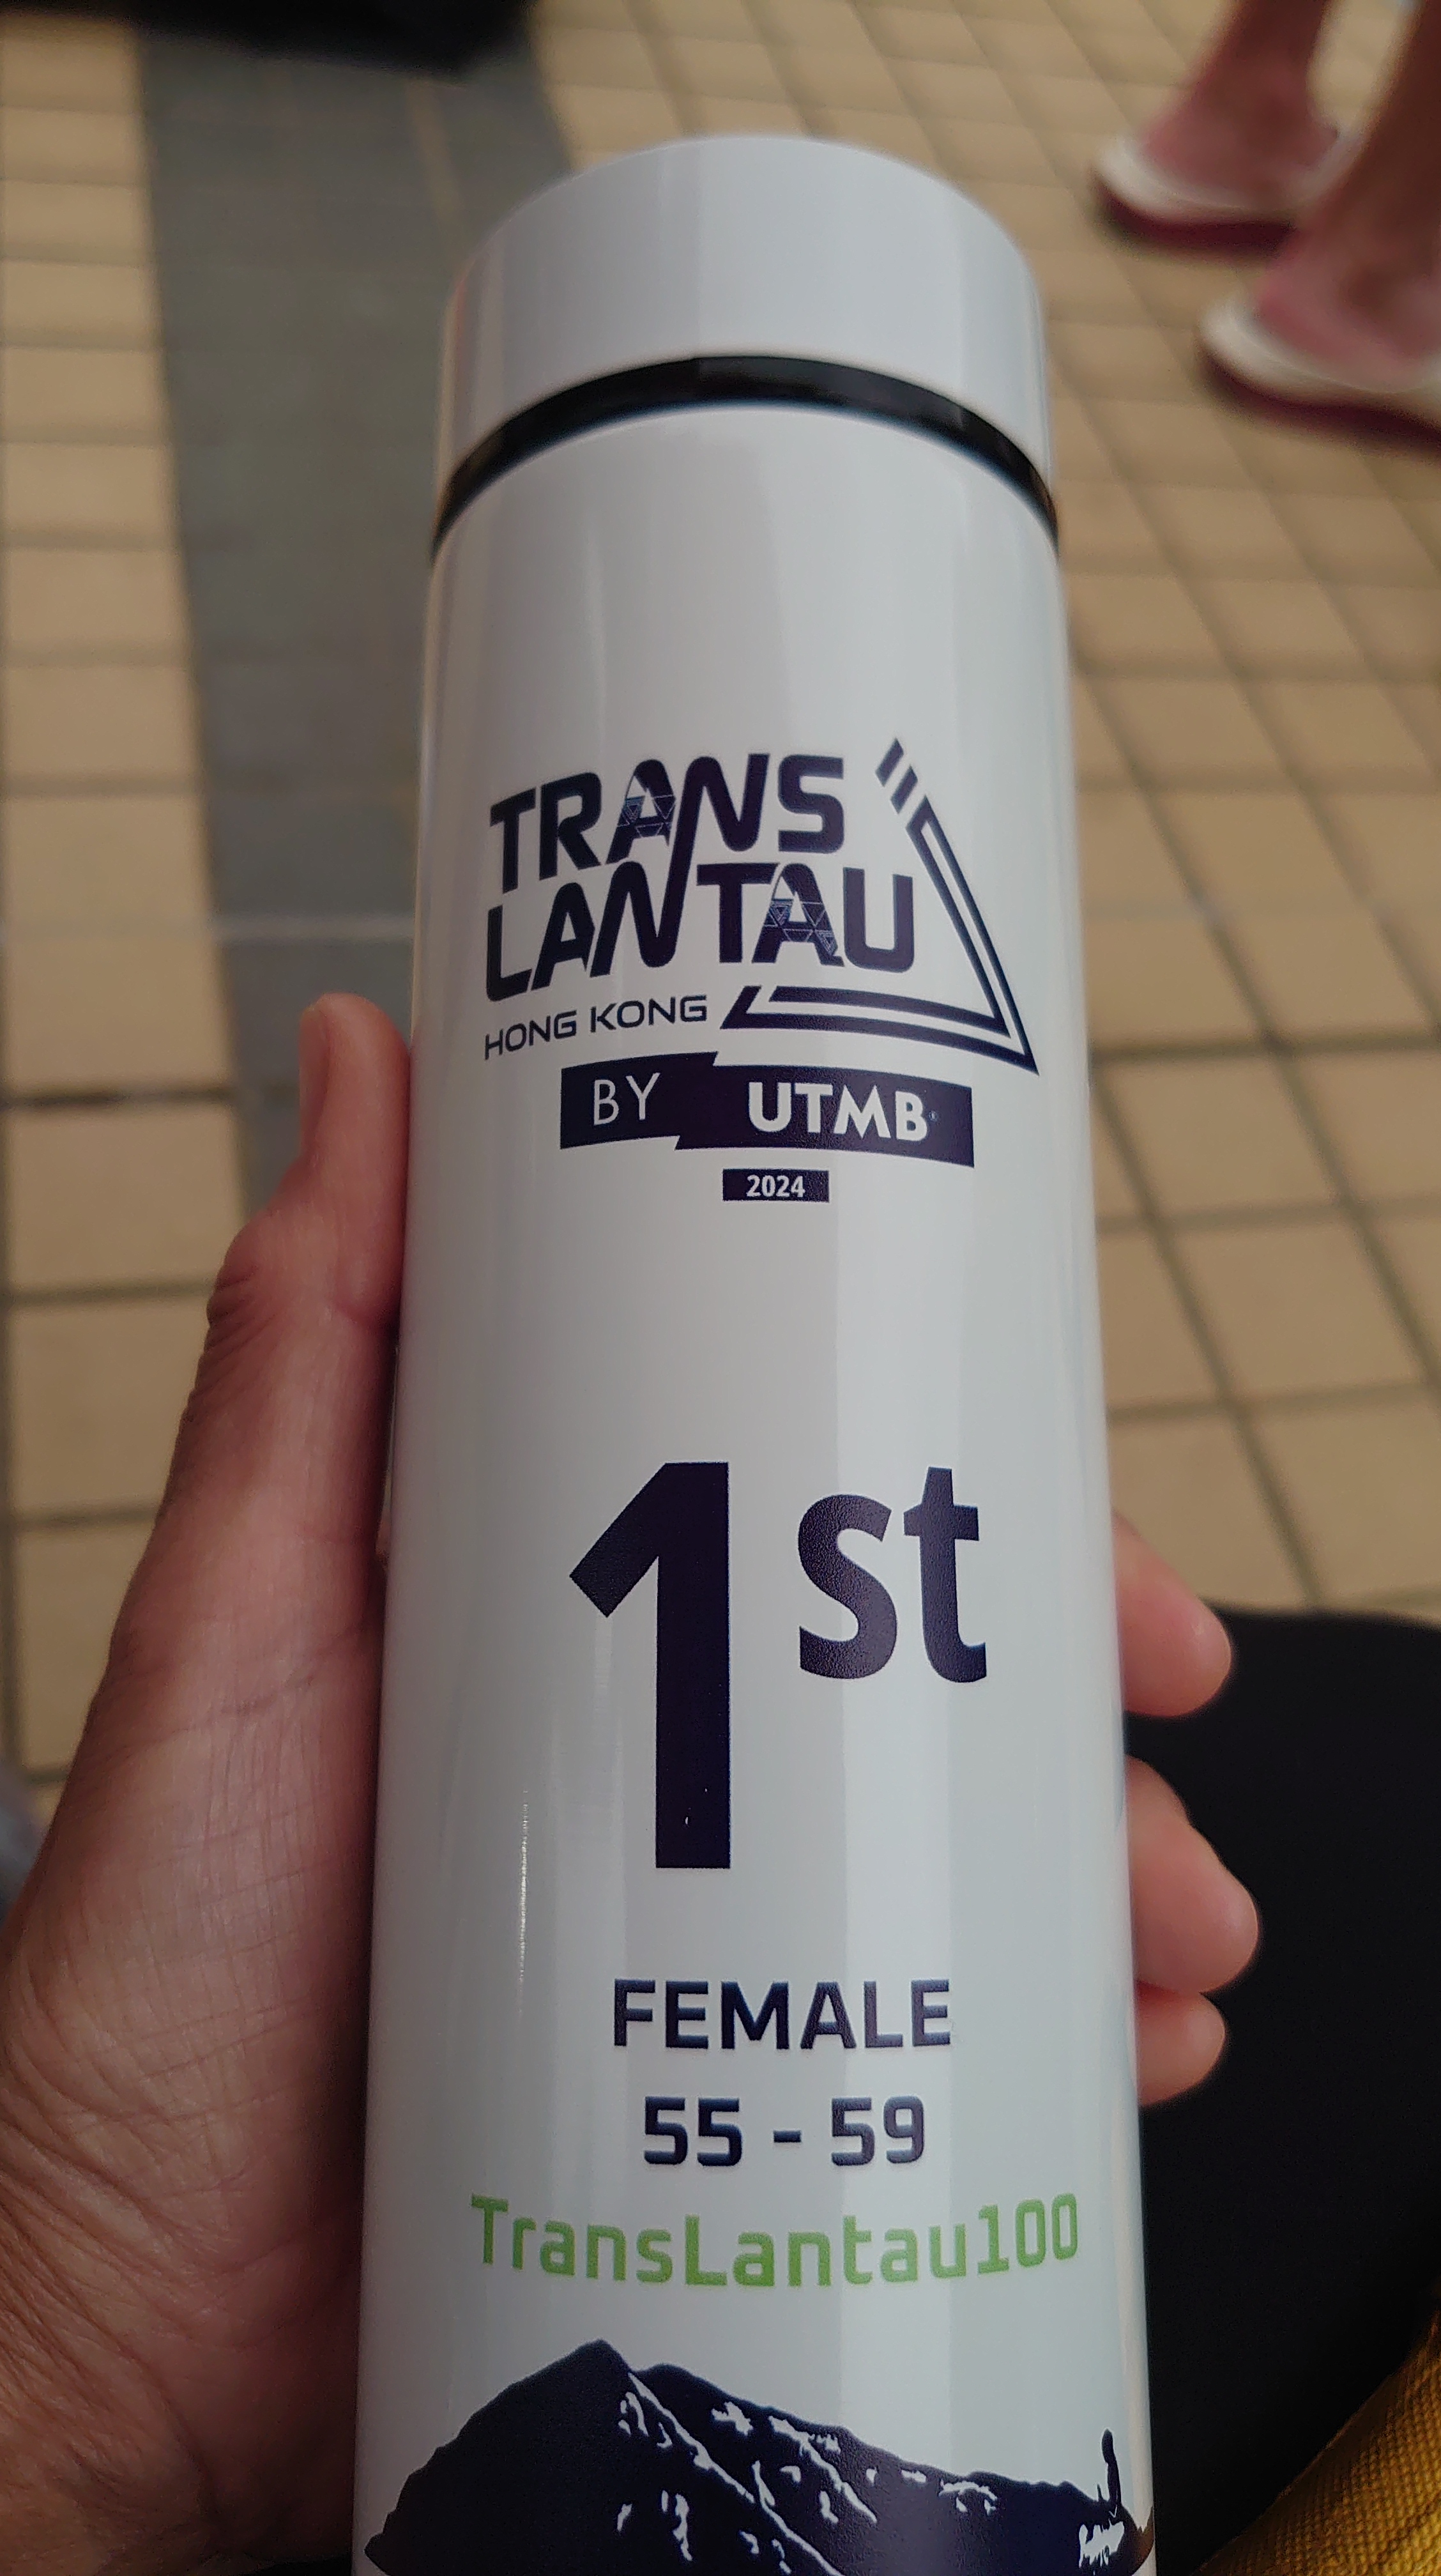 TRANS
LANTAU
HONG KONG
BY UTMB®
2024
1st
FEMALE
55 - 59
TransLantau100